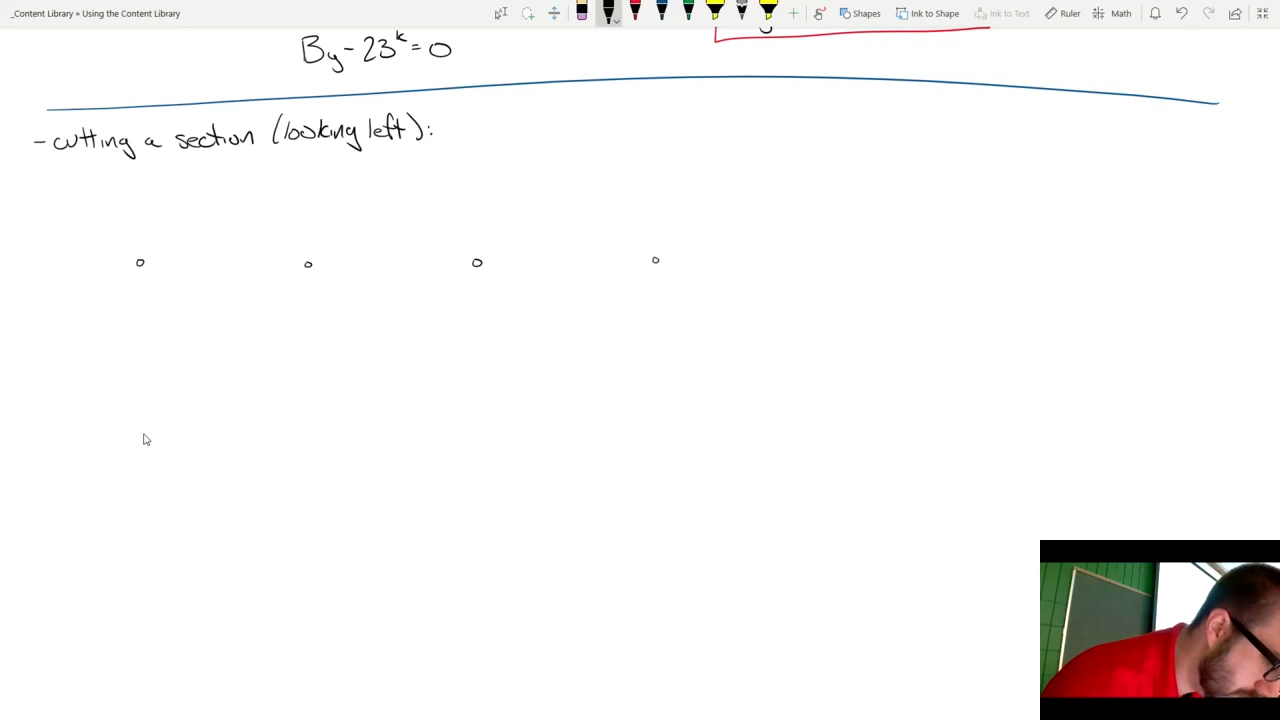 _Content Library » Using the Content Library
Shapes
Ink to Shape
Ink to Text
Ruler
Math
By - 23ᵏ = 0
- cutting a section (looking left):